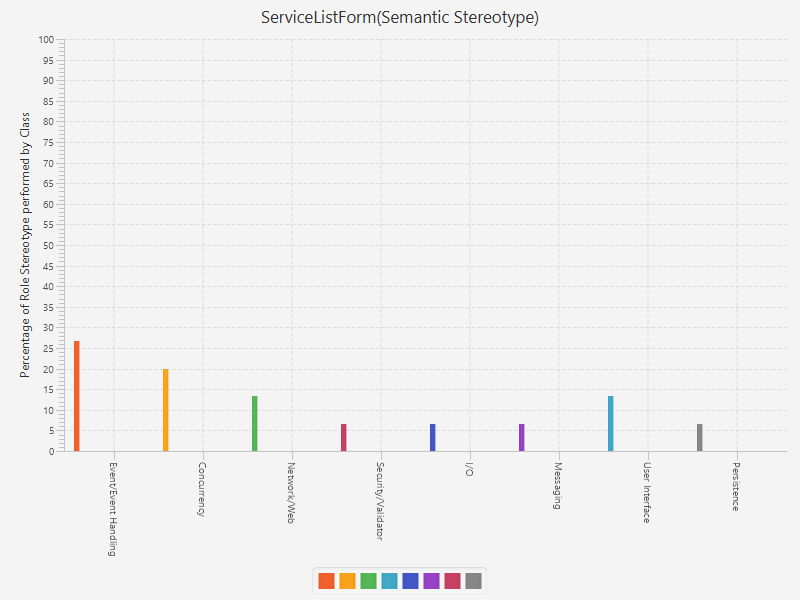 ServiceListForm(Semantic Stereotype)
Percentage of Role Stereotype performed by Class
100
95
90
85
80
75
70
65
60
55
50
45
40
35
30
25
20
15
10
5
0
Event/Event Handling
Concurrency
Network/Web
Security/Validator
I/O
Messaging
User Interface
Persistence